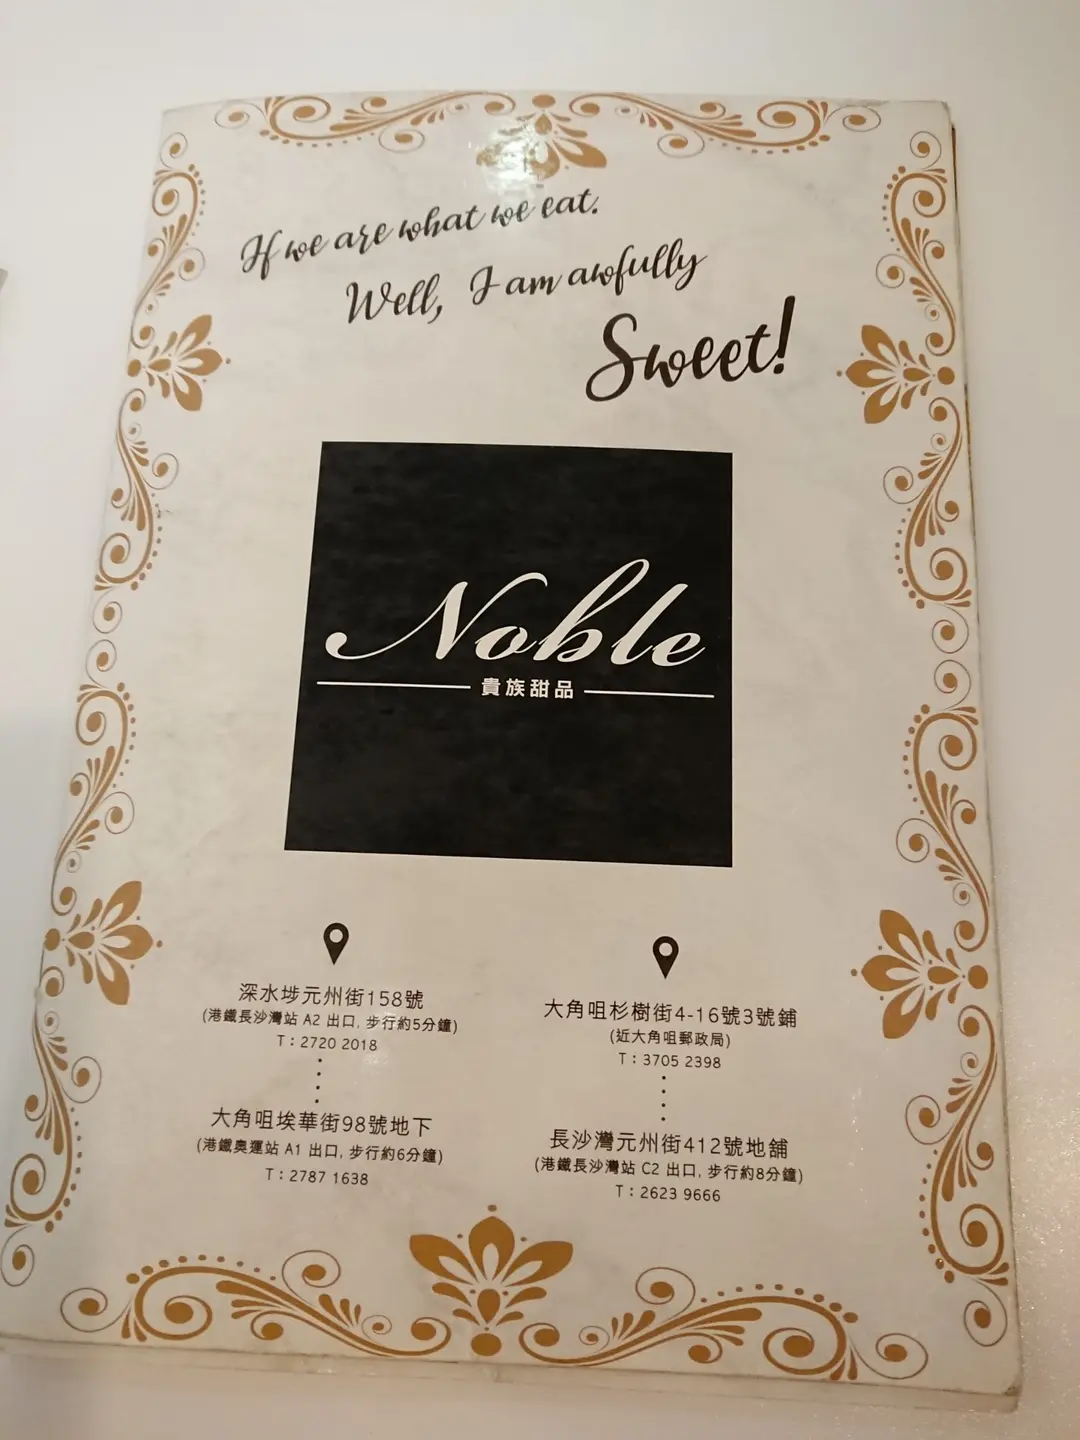 If we are what we eat.
Well, I am awfully
Sweet!
Noble
貴族甜品
深水埗元州街158號
(港鐵長沙灣站 A2 出口, 步行約5分鐘)
T：2720 2018
大角咀埃華街98號地下
(港鐵奧運站 A1 出口, 步行約6分鐘)
T：2787 1638
大角咀杉樹街4-16號3號鋪
(近大角咀郵政局)
T：3705 2398
長沙灣元州街412號地舖
(港鐵長沙灣站 C2 出口, 步行約8分鐘)
T：2623 9666